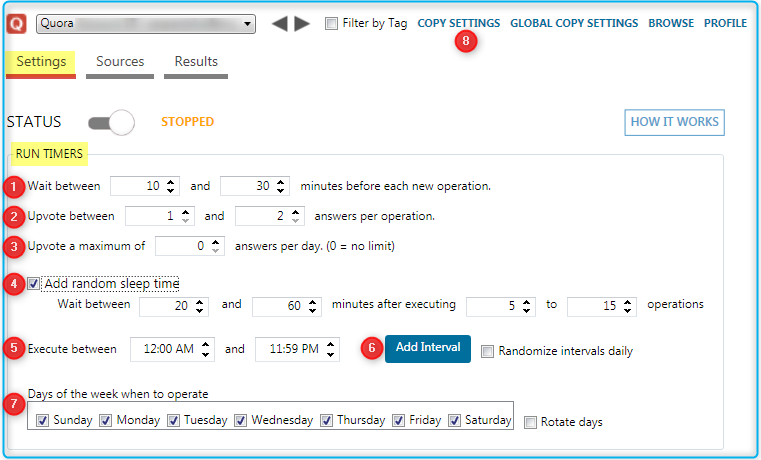 Q Quora Filter by Tag COPY SETTINGS GLOBAL COPY SETTINGS BROWSE PROFILE
8
Settings Sources Results
STATUS STOPPED HOW IT WORKS
RUN TIMERS
1 Wait between 10 and 30 minutes before each new operation.
2 Upvote between 1 and 2 answers per operation.
3 Upvote a maximum of 0 answers per day. (0 = no limit)
4 Add random sleep time
Wait between 20 and 60 minutes after executing 5 to 15 operations
5 Execute between 12:00 AM and 11:59 PM 6 Add Interval Randomize intervals daily
Days of the week when to operate
7 Sunday Monday Tuesday Wednesday Thursday Friday Saturday Rotate days